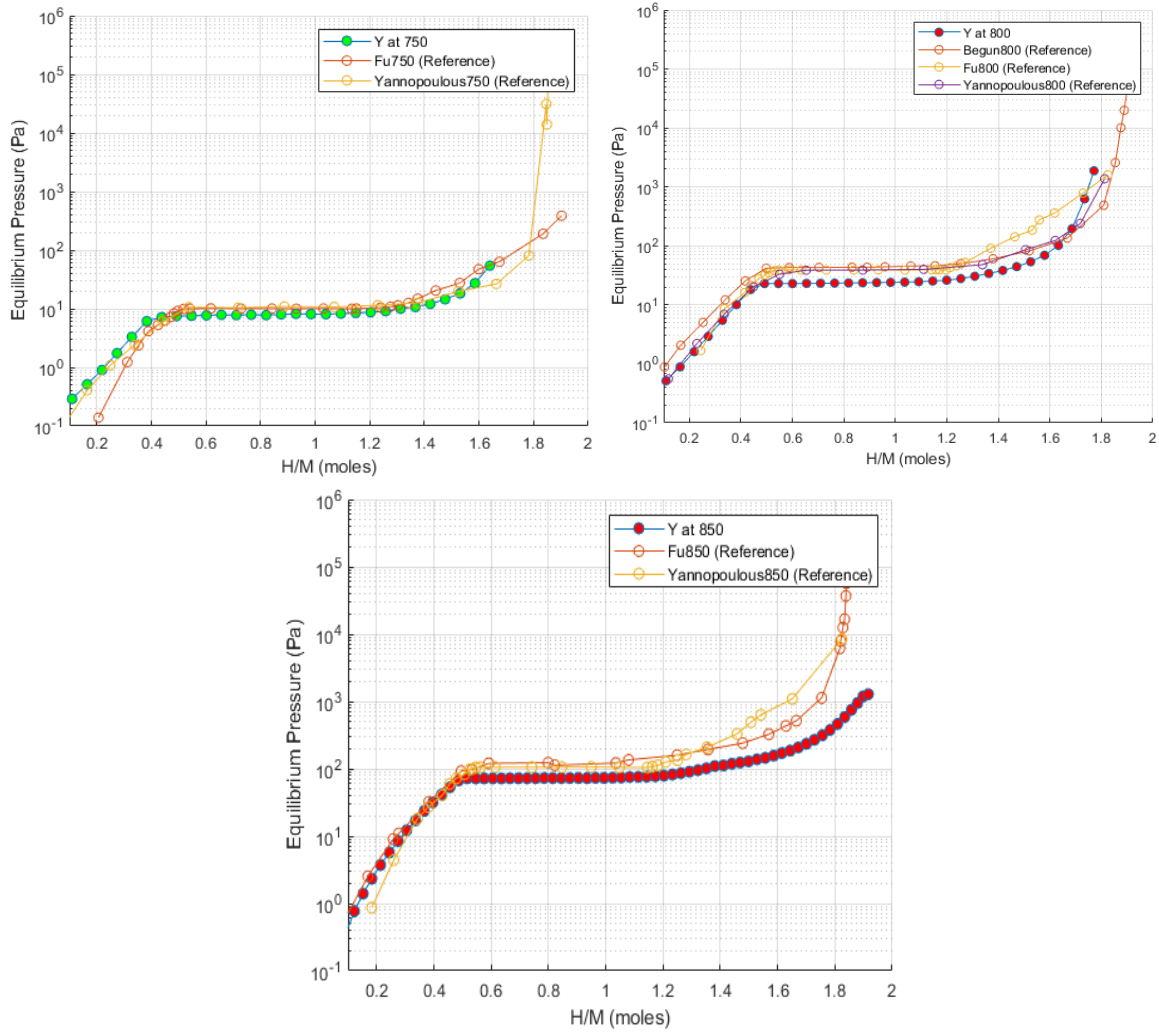 10^6
10^5
10^4
10^3
10^2
10^1
10^0
10^-1
Equilibrium Pressure (Pa)
Y at 750
Fu750 (Reference)
Yannopoulous750 (Reference)
0.2 0.4 0.6 0.8 1 1.2 1.4 1.6 1.8 2
H/M (moles)
10^6
10^5
10^4
10^3
10^2
10^1
10^0
10^-1
Equilibrium Pressure (Pa)
Y at 800
Begun800 (Reference)
Fu800 (Reference)
Yannopoulous800 (Reference)
0.2 0.4 0.6 0.8 1 1.2 1.4 1.6 1.8 2
H/M (moles)
10^6
10^5
10^4
10^3
10^2
10^1
10^0
10^-1
Equilibrium Pressure (Pa)
Y at 850
Fu850 (Reference)
Yannopoulous850 (Reference)
0.2 0.4 0.6 0.8 1 1.2 1.4 1.6 1.8 2
H/M (moles)